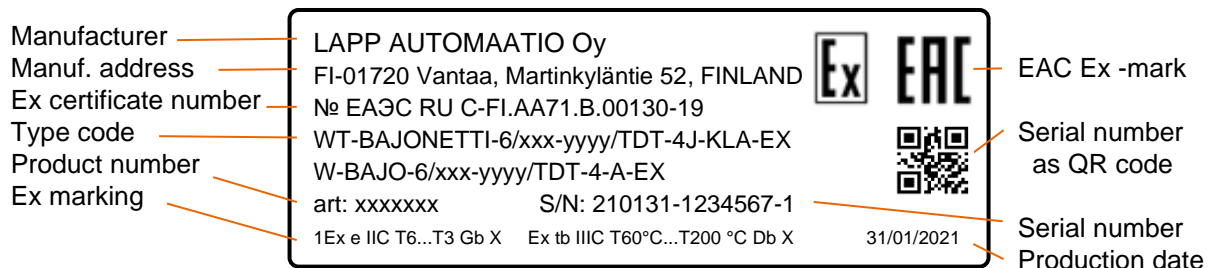 Manufacturer
Manuf. address
Ex certificate number
Type code
Product number
Ex marking
LAPP AUTOMAATIO Oy
FI-01720 Vantaa, Martinkyläntie 52, FINLAND
№ ЕАЭС RU C-FI.AA71.B.00130-19
WT-BAJONETTI-6/xxx-yyyy/TDT-4J-KLA-EX
W-BAJO-6/xxx-yyyy/TDT-4-A-EX
art: xxxxxxx S/N: 210131-1234567-1
1Ex e IIC T6...T3 Gb X Ex tb IIIC T60°C...T200 °C Db X 31/01/2021
Ex EAC
EAC Ex -mark
Serial number
as QR code
Serial number
Production date